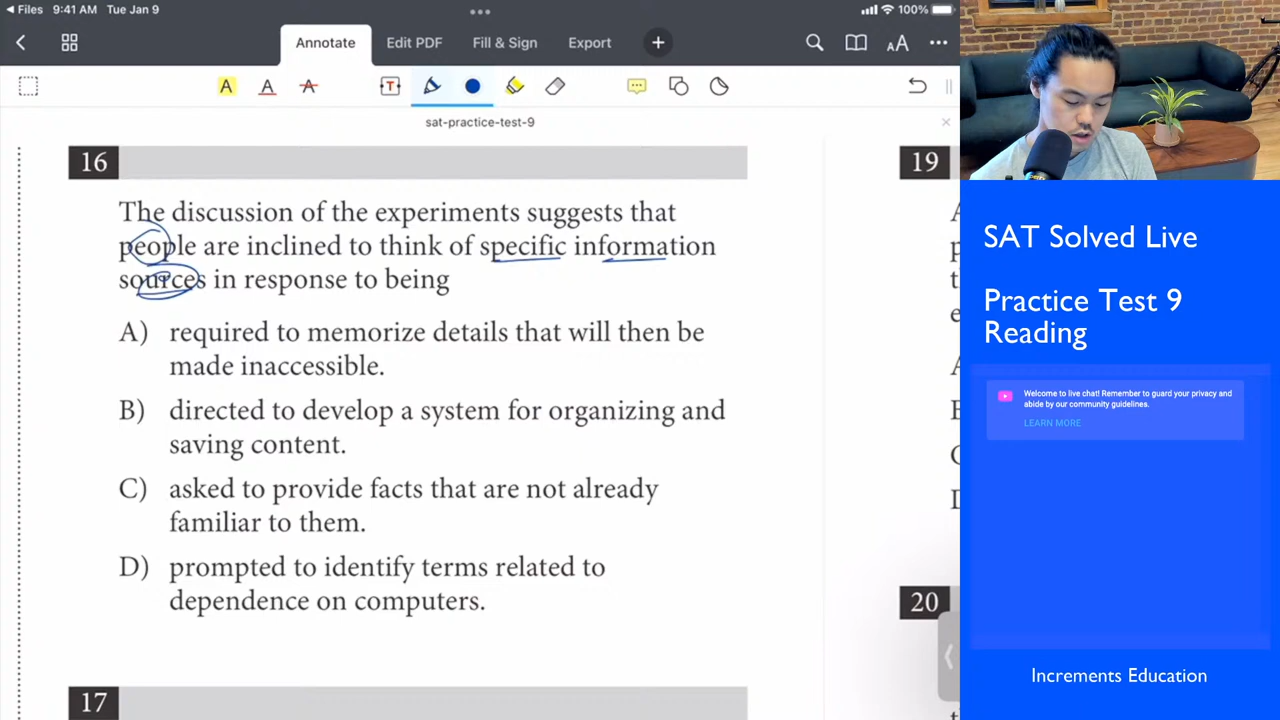 Files 9:41 AM Tue Jan 9
100%
Annotate Edit PDF Fill & Sign Export
sat-practice-test-9
16
The discussion of the experiments suggests that
people are inclined to think of specific information
sources in response to being
A) required to memorize details that will then be
made inaccessible.
B) directed to develop a system for organizing and
saving content.
C) asked to provide facts that are not already
familiar to them.
D) prompted to identify terms related to
dependence on computers.
17
19
20
SAT Solved Live
Practice Test 9
Reading
Welcome to live chat! Remember to guard your privacy and
abide by our community guidelines.
LEARN MORE
Increments Education